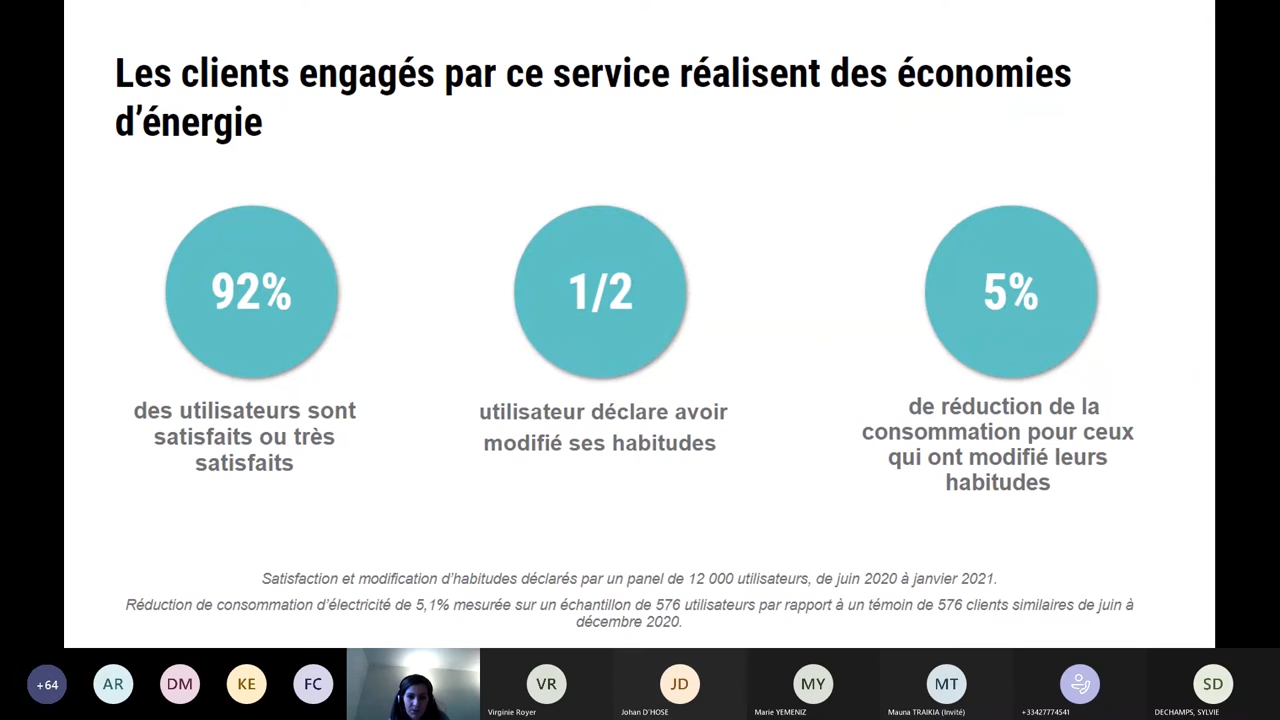 Les clients engagés par ce service réalisent des économies
d’énergie
92%
1/2
5%
des utilisateurs sont
satisfaits ou très
satisfaits
utilisateur déclare avoir
modifié ses habitudes
de réduction de la
consommation pour ceux
qui ont modifié leurs
habitudes
Satisfaction et modification d’habitudes déclarés par un panel de 12 000 utilisateurs, de juin 2020 à janvier 2021.
Réduction de consommation d’électricité de 5,1% mesurée sur un échantillon de 576 utilisateurs par rapport à un témoin de 576 clients similaires de juin à
décembre 2020.
+64
AR
DM
KE
FC
VR
JD
MY
MT
SD
Virginie Royer
Johan D'HOSE
Marie YEMENIZ
Mauna TRAIKIA (Invité)
+33427774541
DECHAMPS, SYLVIE